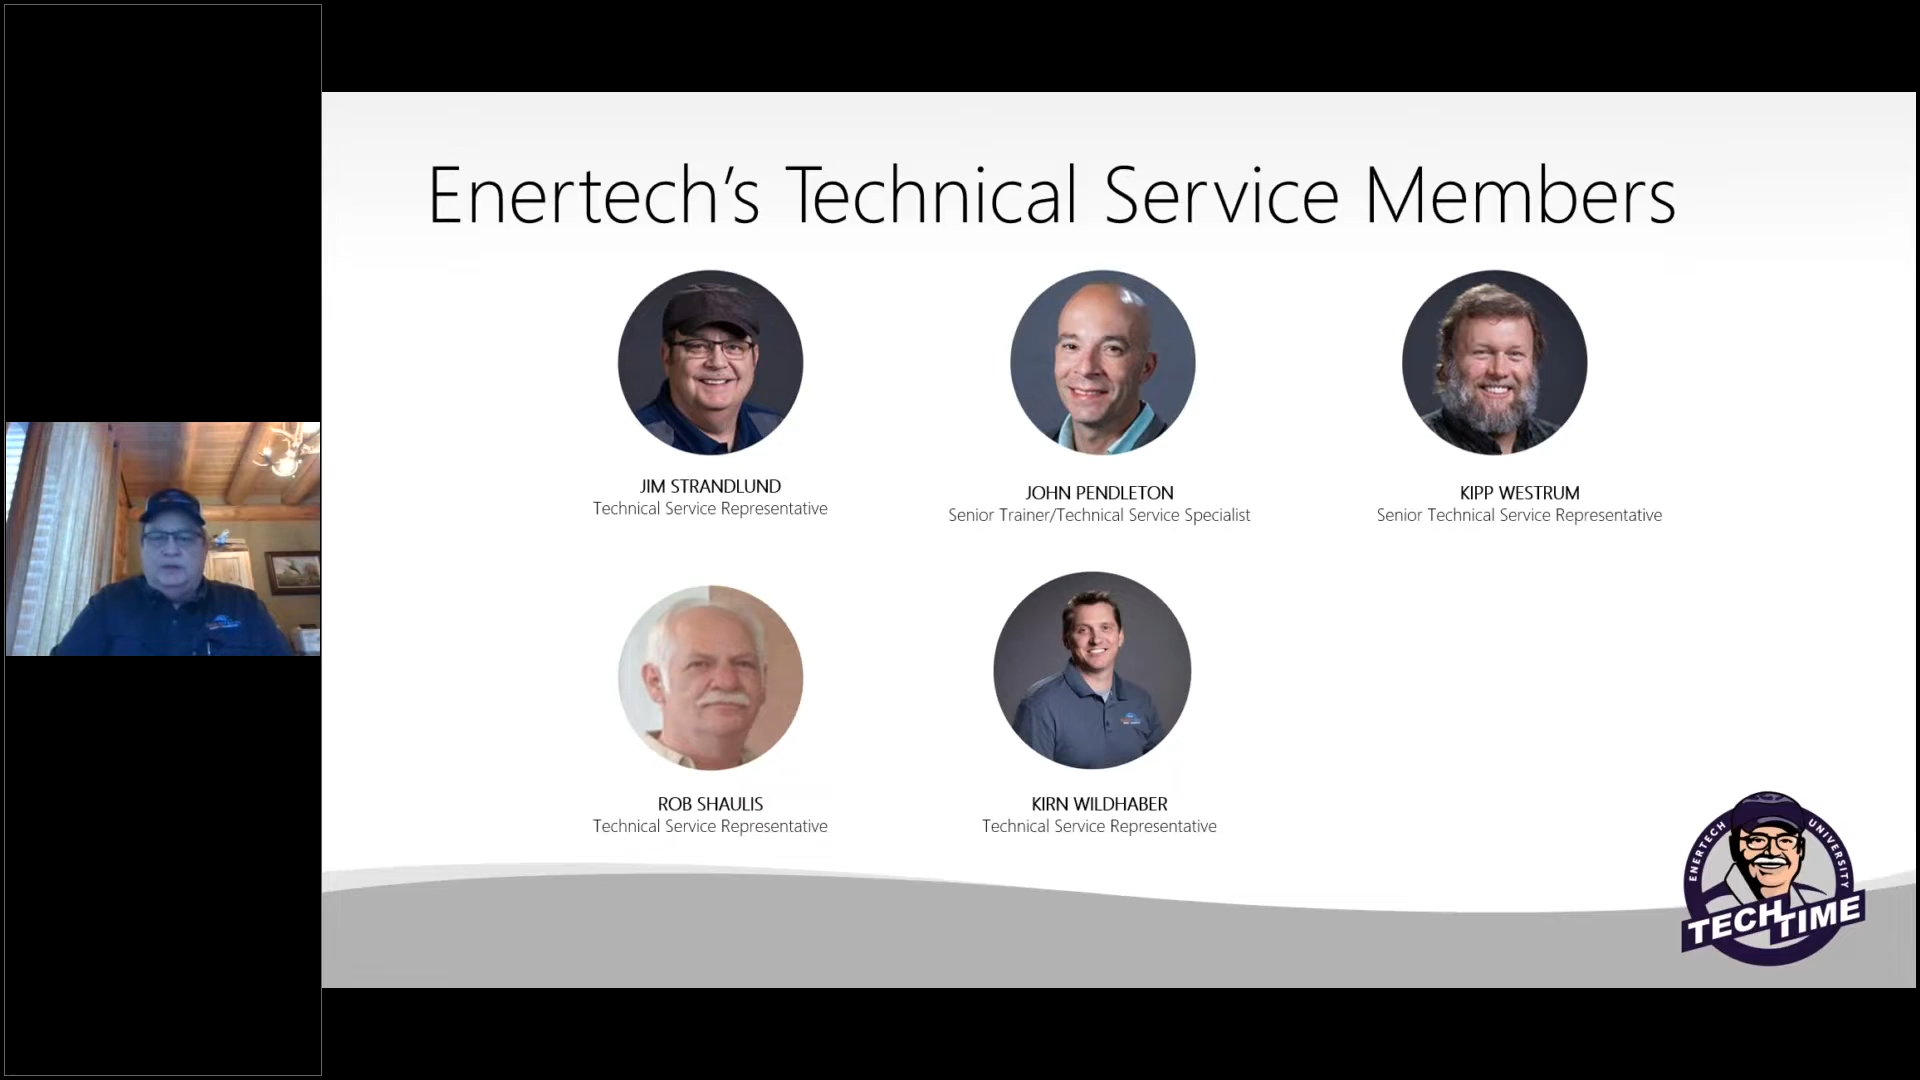 Enertech's Technical Service Members
JIM STRANDLUND
Technical Service Representative
JOHN PENDLETON
Senior Trainer/Technical Service Specialist
KIPP WESTRUM
Senior Technical Service Representative
ROB SHAULIS
Technical Service Representative
KIRN WILDHABER
Technical Service Representative
ENERTECH UNIVERSITY
TECH TIME